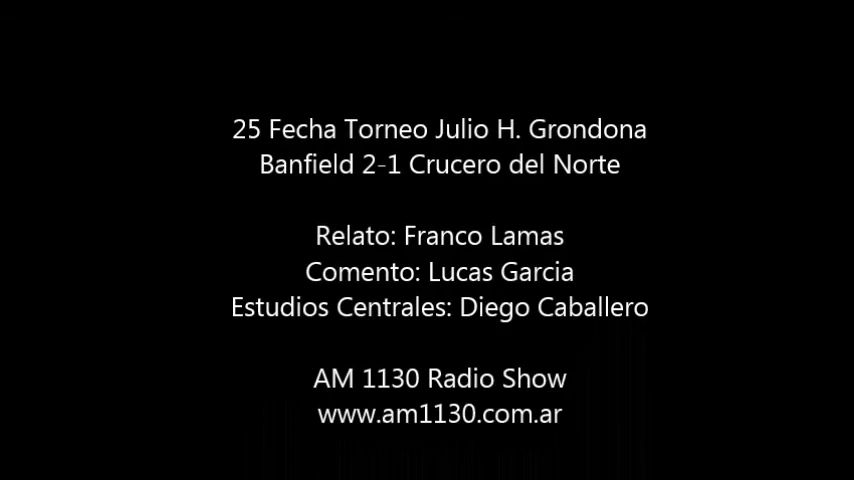 25 Fecha Torneo Julio H. Grondona
Banfield 2-1 Crucero del Norte
Relato: Franco Lamas
Comento: Lucas Garcia
Estudios Centrales: Diego Caballero
AM 1130 Radio Show
www.am1130.com.ar